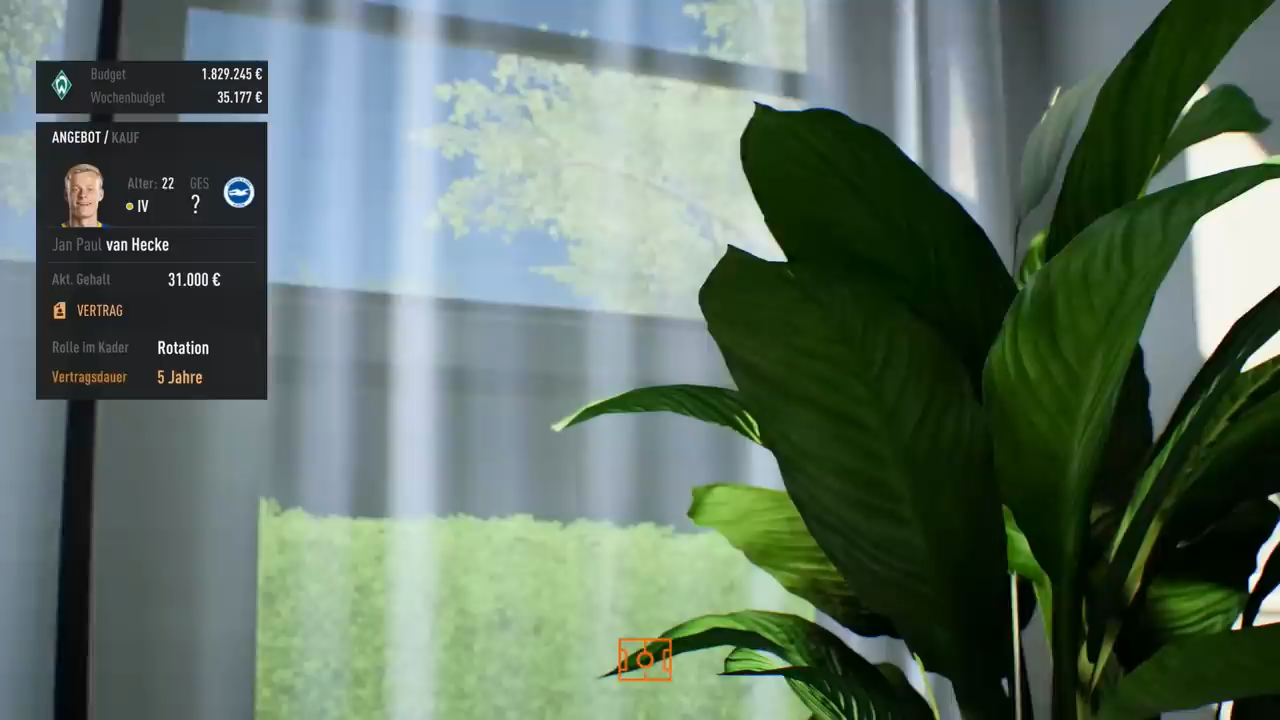 Budget 1.829.245 €
Wochenbudget 35.177 €
ANGEBOT / KAUF
Alter: 22 GES
IV ?
Jan Paul van Hecke
Akt. Gehalt 31.000 €
VERTRAG
Rolle im Kader Rotation
Vertragsdauer 5 Jahre